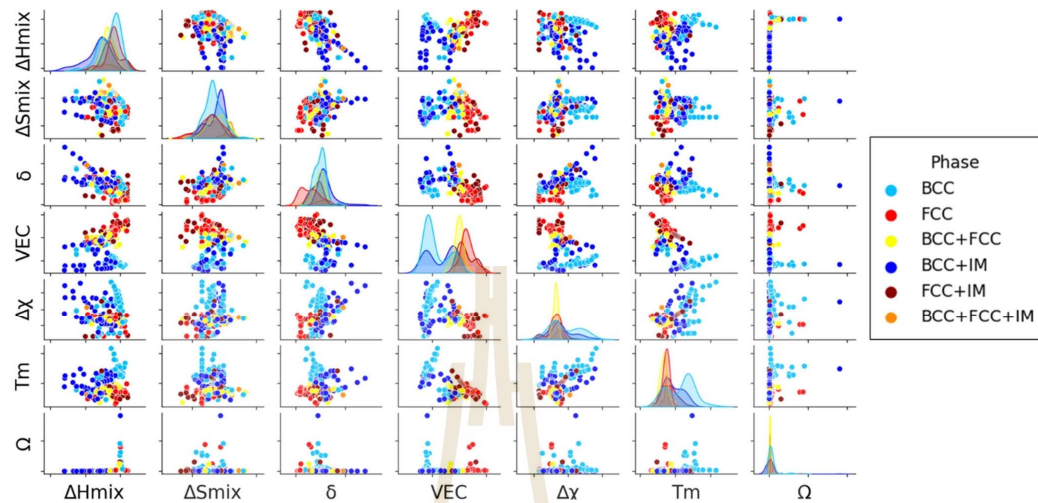 ΔHmix
ΔSmix
δ
VEC
Δχ
Tm
Ω
ΔHmix ΔSmix δ VEC Δχ Tm Ω
Phase
BCC
FCC
BCC+FCC
BCC+IM
FCC+IM
BCC+FCC+IM